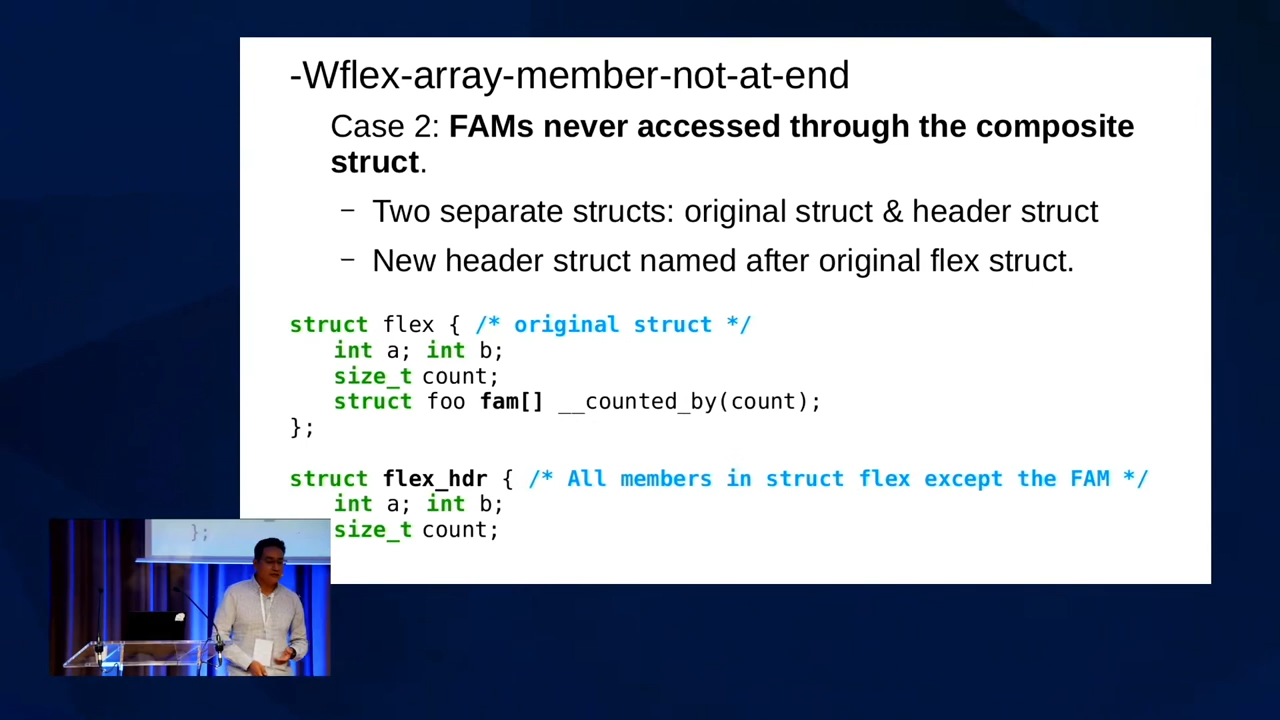 -Wflex-array-member-not-at-end
Case 2: FAMs never accessed through the composite
struct.
– Two separate structs: original struct & header struct
– New header struct named after original flex struct.
struct flex { /* original struct */
int a; int b;
size_t count;
struct foo fam[] __counted_by(count);
};
struct flex_hdr { /* All members in struct flex except the FAM */
int a; int b;
size_t count;
};